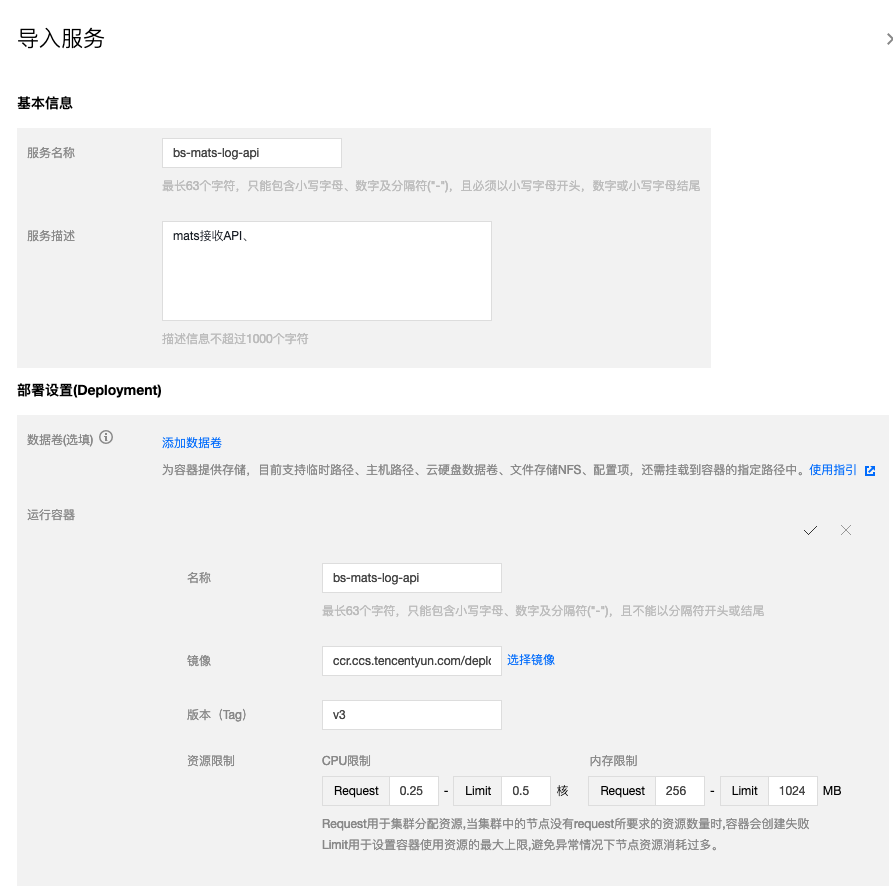 导入服务
基本信息
服务名称 bs-mats-log-api
最长63个字符，只能包含小写字母、数字及分隔符("-")，且必须以小写字母开头，数字或小写字母结尾
服务描述 mats接收API、
描述信息不超过1000个字符
部署设置(Deployment)
数据卷(选填) 添加数据卷
为容器提供存储，目前支持临时路径、主机路径、云硬盘数据卷、文件存储NFS、配置项，还需挂载到容器的指定路径中。使用指引
运行容器
名称 bs-mats-log-api
最长63个字符，只能包含小写字母、数字及分隔符("-")，且不能以分隔符开头或结尾
镜像 ccr.ccs.tencentyun.com/deplo 选择镜像
版本（Tag） v3
资源限制 CPU限制 内存限制
Request 0.25 - Limit 0.5 核 Request 256 - Limit 1024 MB
Request用于集群分配资源,当集群中的节点没有request所要求的资源数量时,容器会创建失败
Limit用于设置容器使用资源的最大上限,避免异常情况下节点资源消耗过多。